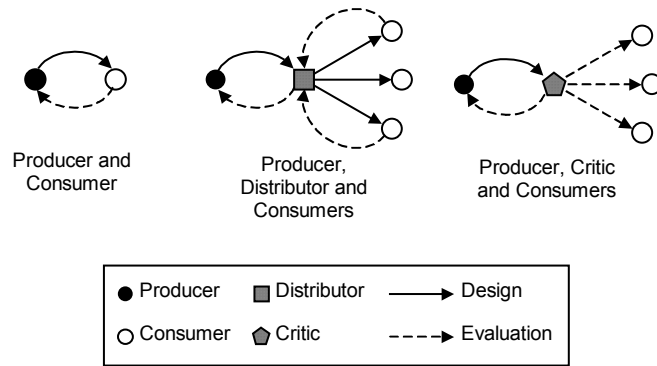 Producer and
Consumer
Producer,
Distributor and
Consumers
Producer, Critic
and Consumers
Producer
Distributor
Design
Consumer
Critic
Evaluation